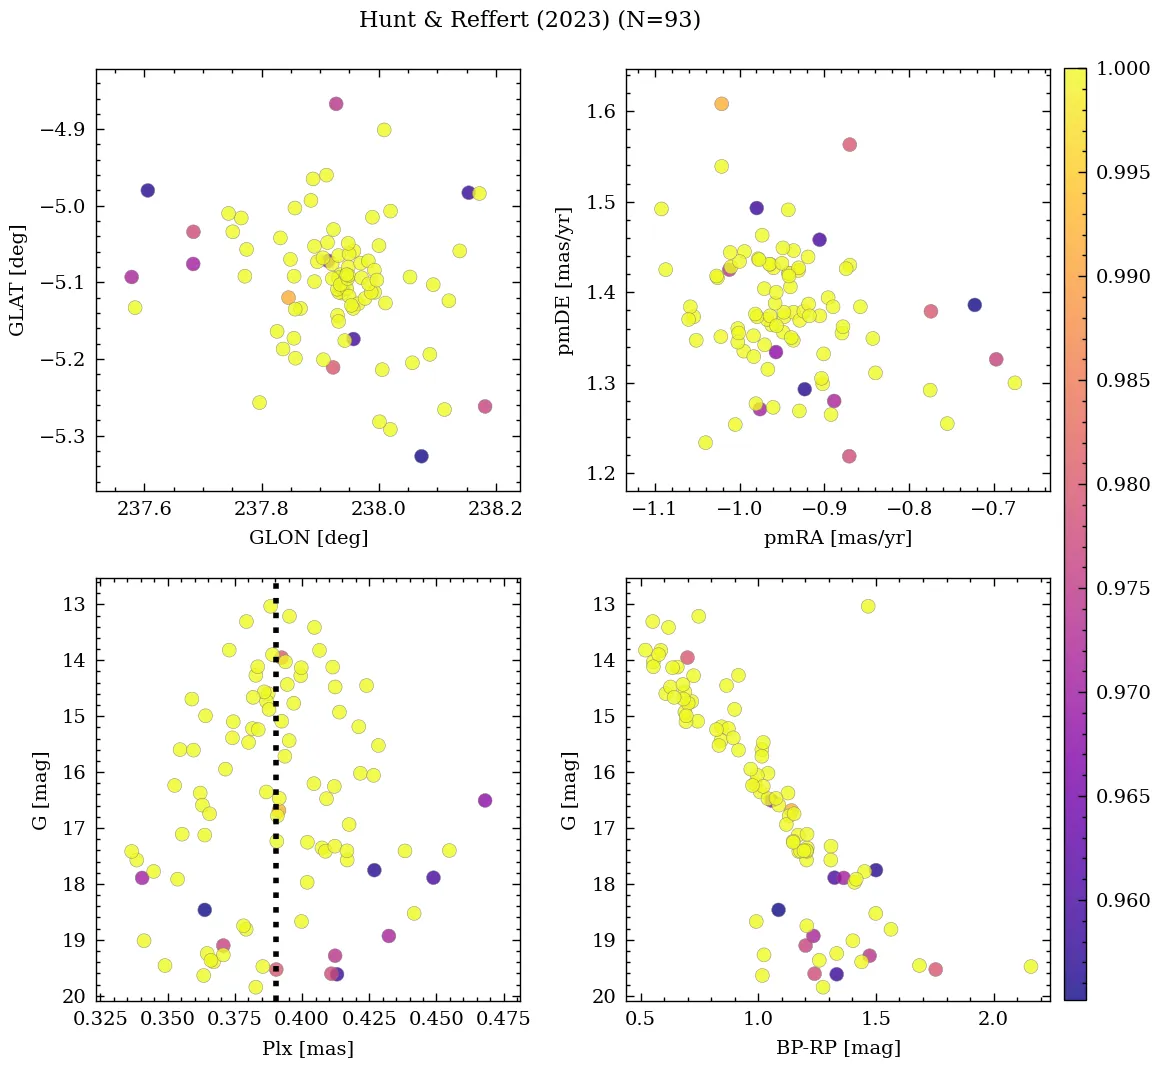 Hunt & Reffert (2023) (N=93)
−4.9
−5.0
−5.1
−5.2
−5.3
GLAT [deg]
237.6 237.8 238.0 238.2
GLON [deg]
1.6
1.5
1.4
1.3
1.2
pmDE [mas/yr]
−1.1 −1.0 −0.9 −0.8 −0.7
pmRA [mas/yr]
13
14
15
16
17
18
19
20
G [mag]
0.325 0.350 0.375 0.400 0.425 0.450 0.475
Plx [mas]
13
14
15
16
17
18
19
20
G [mag]
0.5 1.0 1.5 2.0
BP-RP [mag]
1.000
0.995
0.990
0.985
0.980
0.975
0.970
0.965
0.960